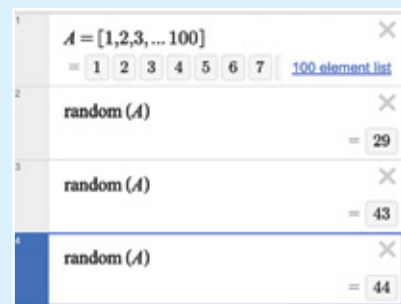 1
A = [1,2,3, ... 100]
= 1 2 3 4 5 6 7 100 element list
2
random (A)
= 29
3
random (A)
= 43
4
random (A)
= 44